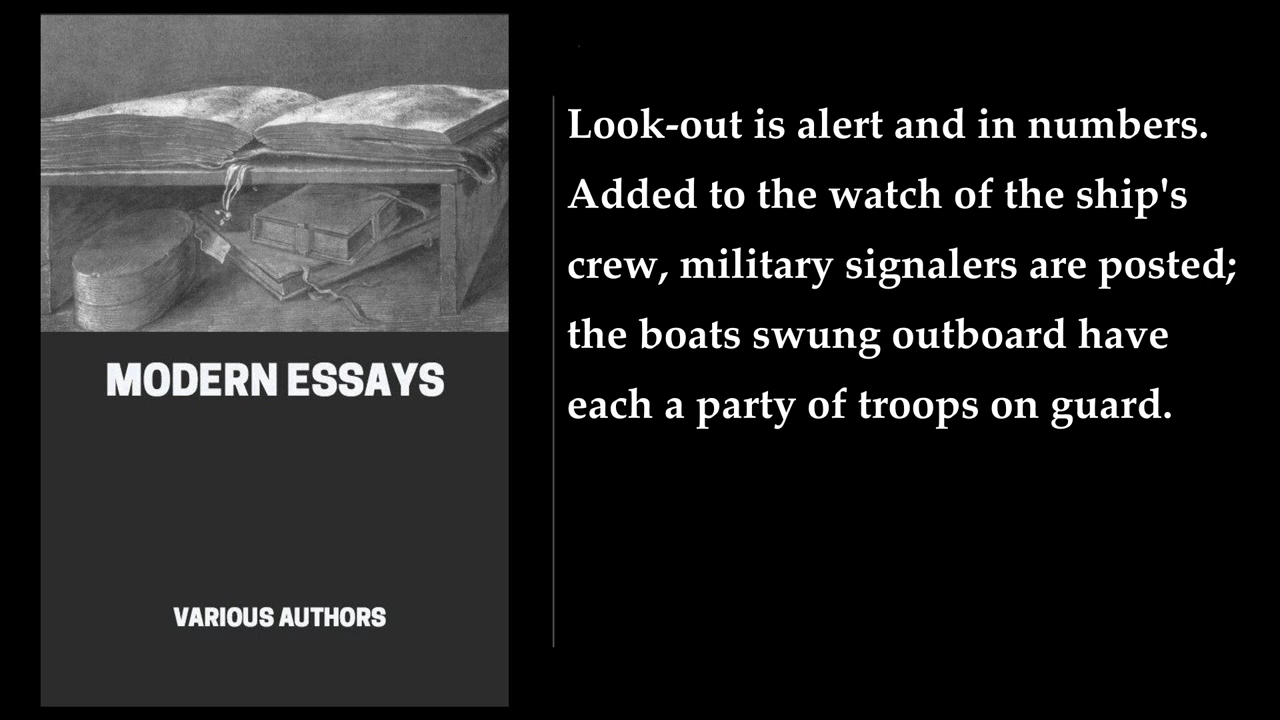 MODERN ESSAYS
VARIOUS AUTHORS
Look-out is alert and in numbers.
Added to the watch of the ship's
crew, military signalers are posted;
the boats swung outboard have
each a party of troops on guard.